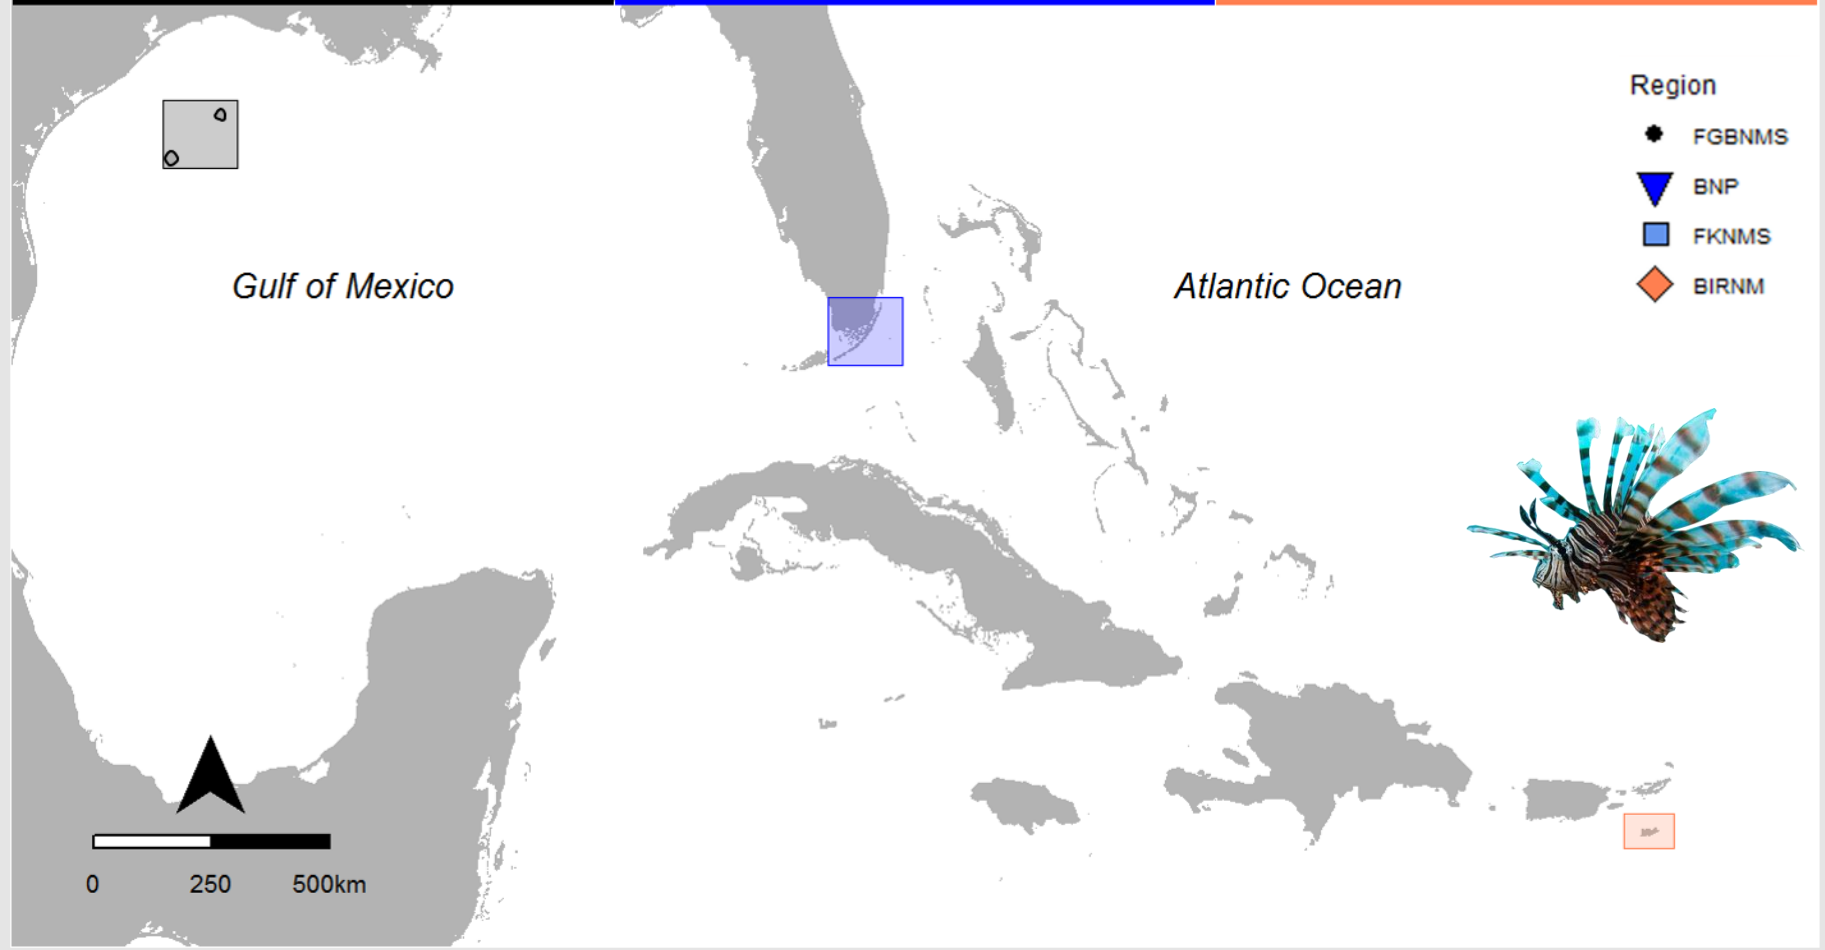 Region
FGBNMS
BNP
FKNMS
BIRNM
Gulf of Mexico
Atlantic Ocean
0 250 500km